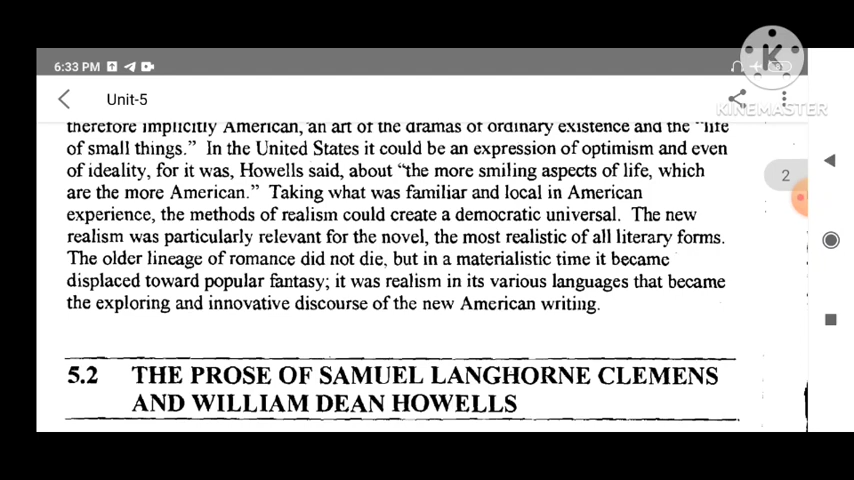 6:33 PM
K
KINEMASTER
Unit-5
therefore implicitly American, an art of the dramas of ordinary existence and the "life
of small things." In the United States it could be an expression of optimism and even
of ideality, for it was, Howells said, about "the more smiling aspects of life, which
are the more American." Taking what was familiar and local in American
experience, the methods of realism could create a democratic universal. The new
realism was particularly relevant for the novel, the most realistic of all literary forms.
The older lineage of romance did not die, but in a materialistic time it became
displaced toward popular fantasy; it was realism in its various languages that became
the exploring and innovative discourse of the new American writing.
2
5.2 THE PROSE OF SAMUEL LANGHORNE CLEMENS
AND WILLIAM DEAN HOWELLS